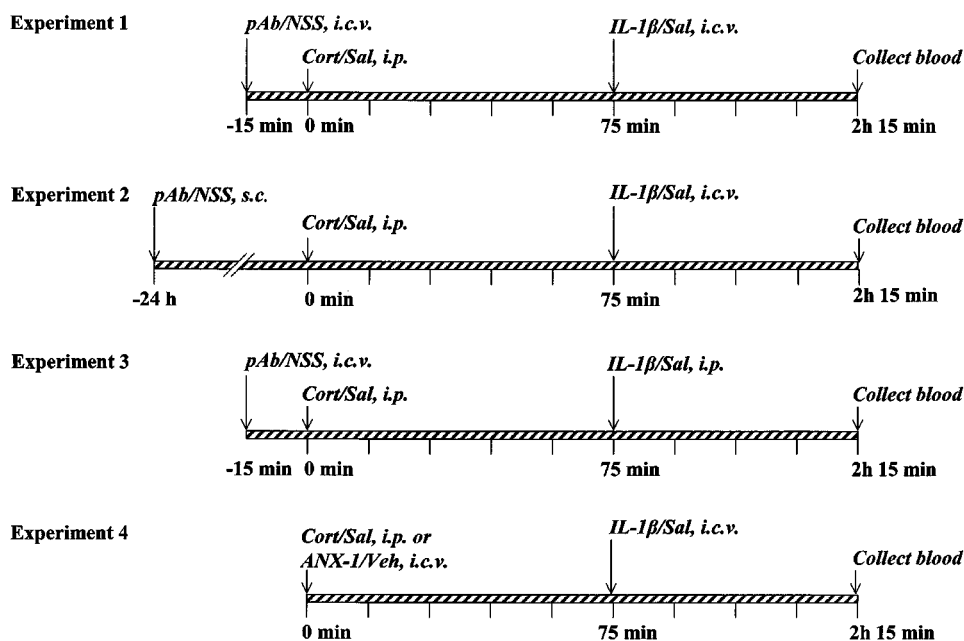 Experiment 1
pAb/NSS, i.c.v.
IL-1β/Sal, i.c.v.
Cort/Sal, i.p.
Collect blood
-15 min 0 min 75 min 2h 15 min
Experiment 2
pAb/NSS, s.c.
IL-1β/Sal, i.c.v.
Cort/Sal, i.p.
Collect blood
-24 h 0 min 75 min 2h 15 min
Experiment 3
pAb/NSS, i.c.v.
IL-1β/Sal, i.p.
Cort/Sal, i.p.
Collect blood
-15 min 0 min 75 min 2h 15 min
Experiment 4
Cort/Sal, i.p. or
ANX-1/Veh, i.c.v.
IL-1β/Sal, i.c.v.
Collect blood
0 min 75 min 2h 15 min